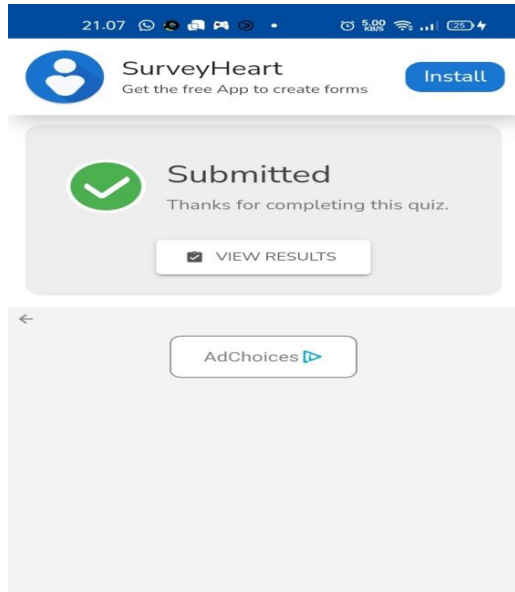 21.07
5.00
KB/S
25
SurveyHeart
Get the free App to create forms
Install
Submitted
Thanks for completing this quiz.
VIEW RESULTS
AdChoices